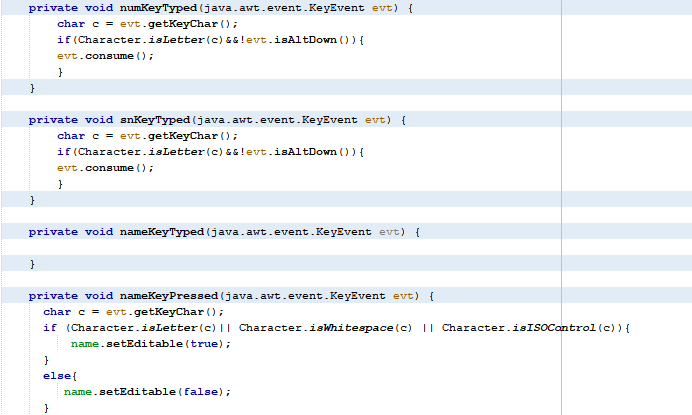 private void numKeyTyped(java.awt.event.KeyEvent evt) {
char c = evt.getKeyChar();
if(Character.isLetter(c)&&!evt.isAltDown()){
evt.consume();
}
}
private void snKeyTyped(java.awt.event.KeyEvent evt) {
char c = evt.getKeyChar();
if(Character.isLetter(c)&&!evt.isAltDown()){
evt.consume();
}
}
private void nameKeyTyped(java.awt.event.KeyEvent evt) {
}
private void nameKeyPressed(java.awt.event.KeyEvent evt) {
char c = evt.getKeyChar();
if (Character.isLetter(c)|| Character.isWhitespace(c) || Character.isISOControl(c)){
name.setEditable(true);
}
else{
name.setEditable(false);
}